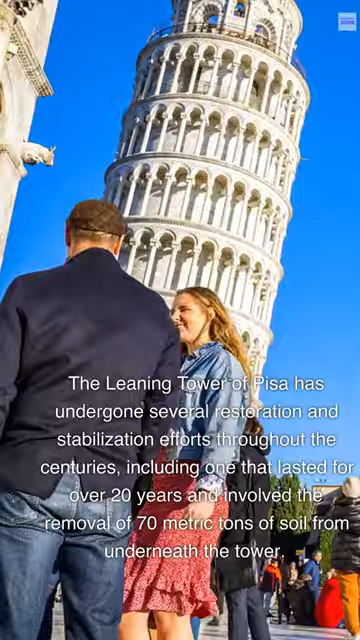 The Leaning Tower of Pisa has
undergone several restoration and
stabilization efforts throughout the
centuries, including one that lasted for
over 20 years and involved the
removal of 70 metric tons of soil from
underneath the tower.